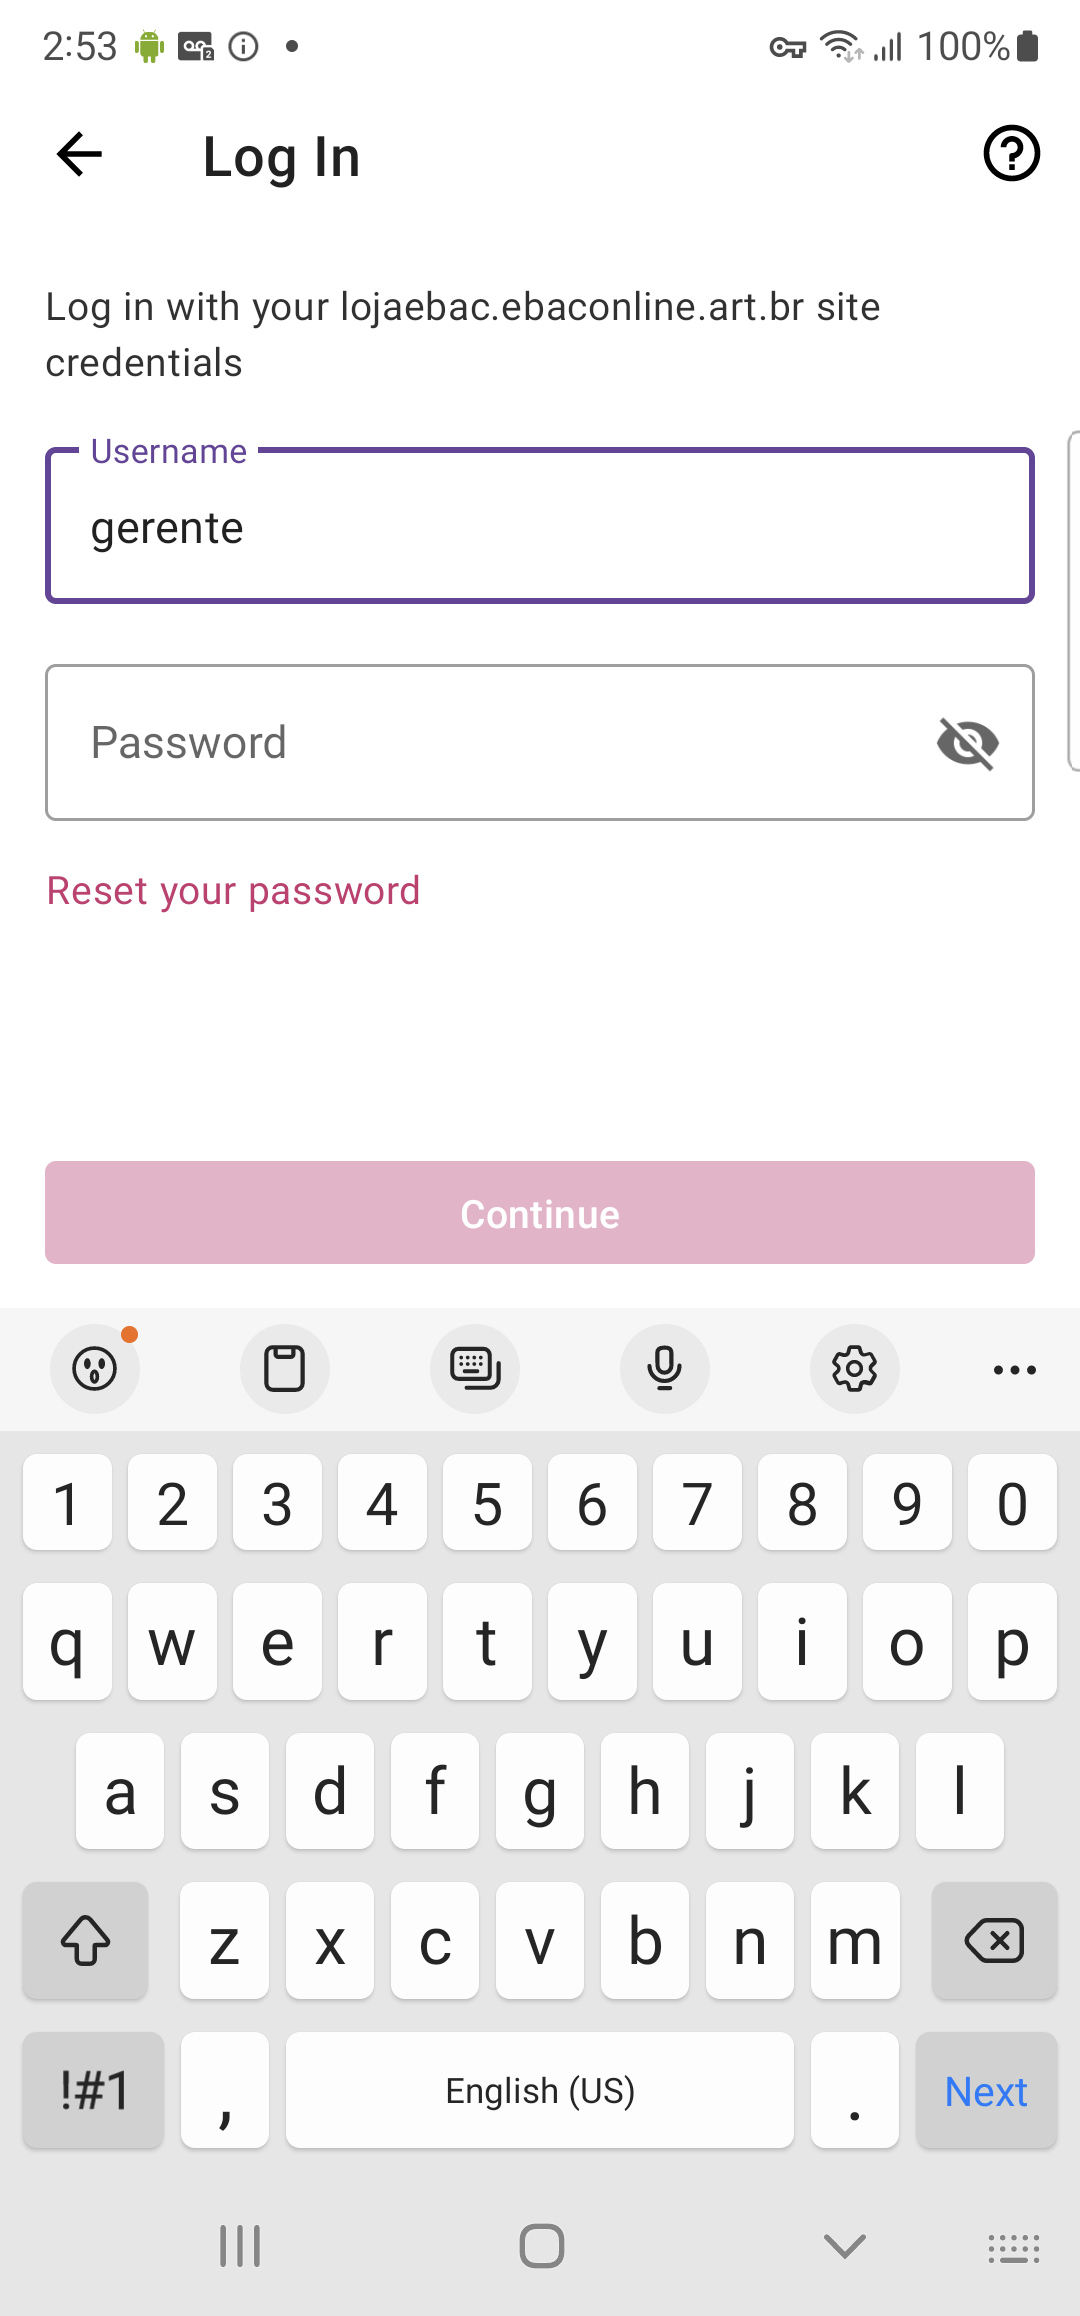 2:53 100%
Log In
Log in with your lojaebac.ebaconline.art.br site
credentials
Username
gerente
Password
Reset your password
Continue
1 2 3 4 5 6 7 8 9 0
q w e r t y u i o p
a s d f g h j k l
z x c v b n m
!#1 , English (US) . Next